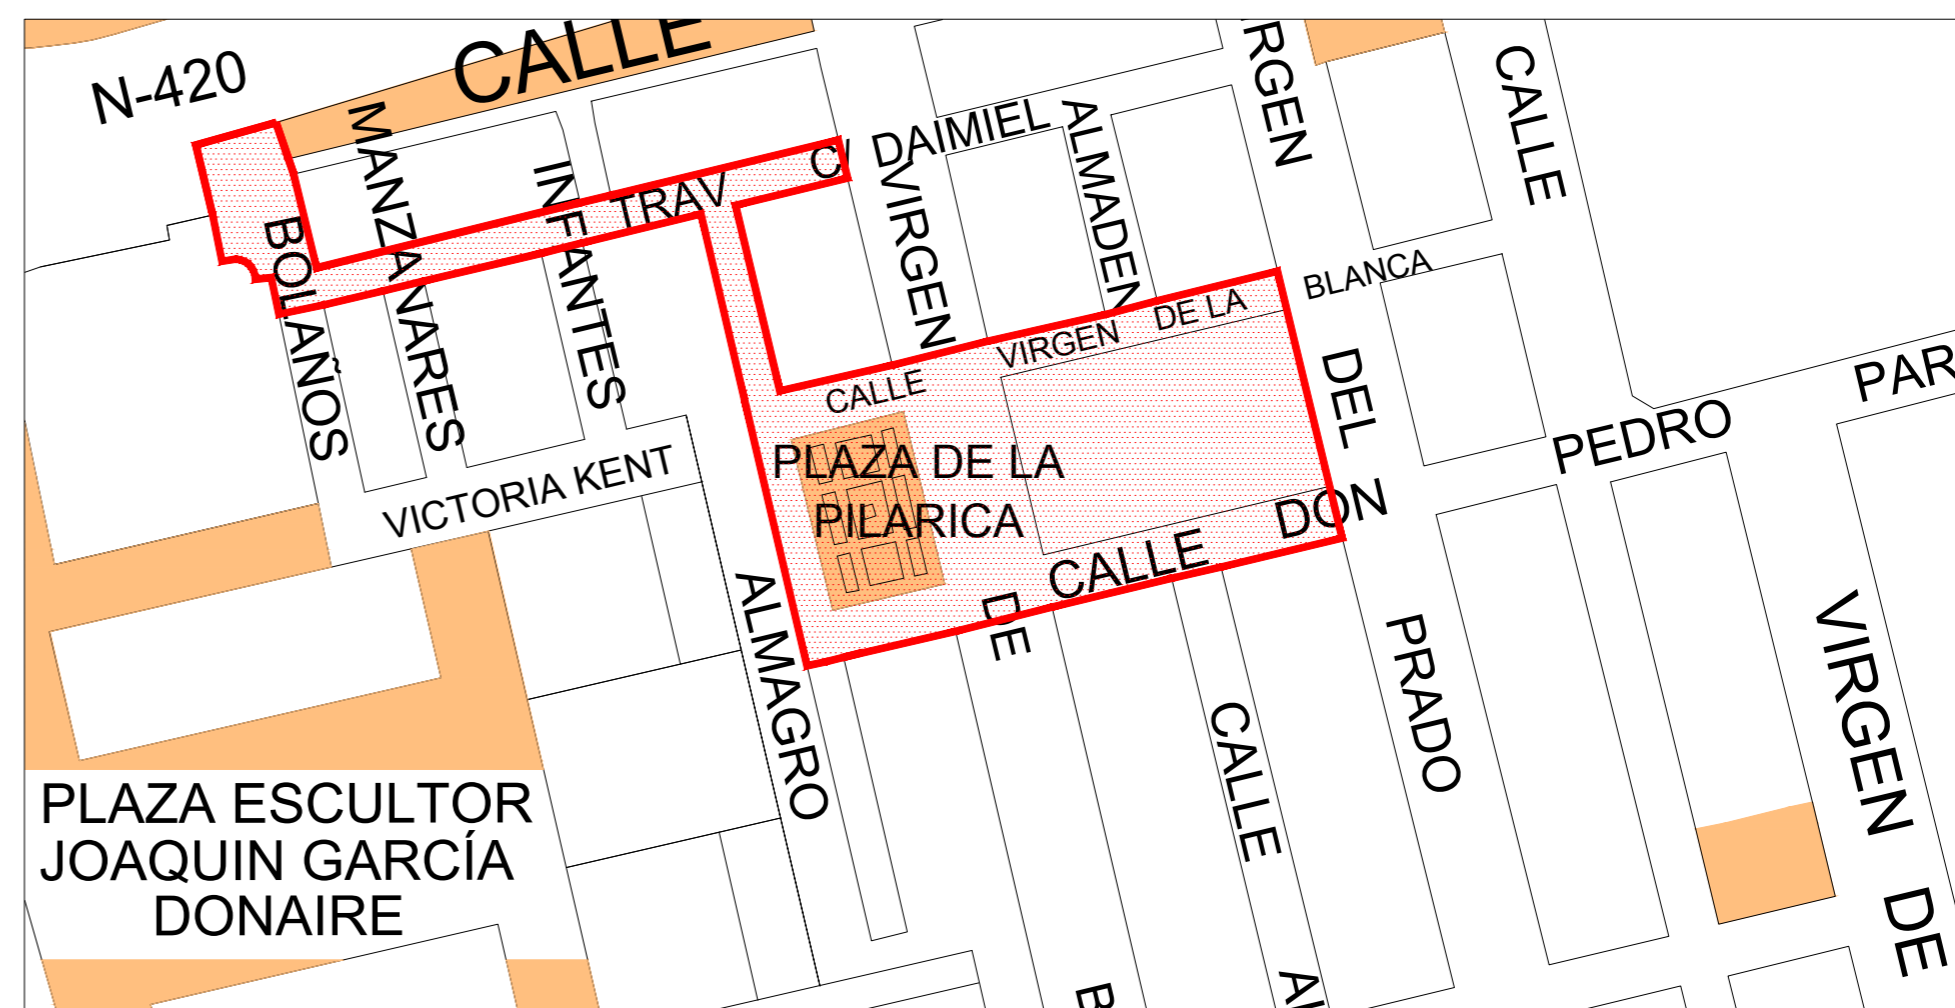 N-420
CALLE
RGEN
CALLE
MANZANARES
C/ DAIMIEL
ALMADEN
INFANTES
TRAV
VIRGEN
BOLAÑOS
BLANCA
CALLE VIRGEN DE LA
DEL
PAR
PEDRO
PLAZA DE LA
PILARICA
VICTORIA KENT
CALLE DON
ALMAGRO
DE
PRADO
VIRGEN DE
CALLE
PLAZA ESCULTOR
JOAQUIN GARCÍA
DONAIRE